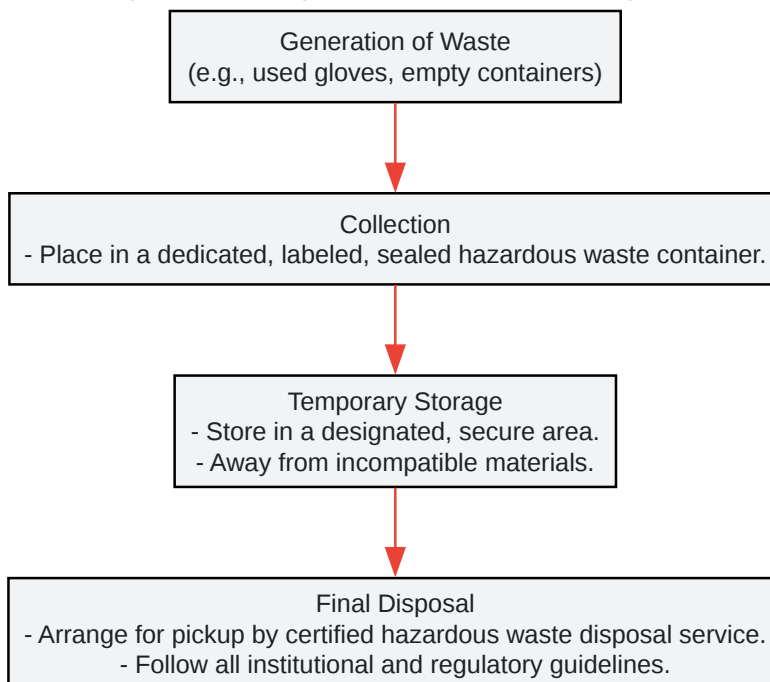 Generation of Waste
(e.g., used gloves, empty containers)
Collection
- Place in a dedicated, labeled, sealed hazardous waste container.
Temporary Storage
- Store in a designated, secure area.
- Away from incompatible materials.
Final Disposal
- Arrange for pickup by certified hazardous waste disposal service.
- Follow all institutional and regulatory guidelines.